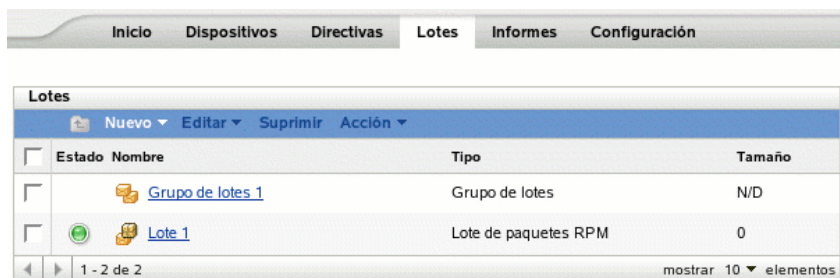 Inicio Dispositivos Directivas Lotes Informes Configuración
Lotes
Nuevo Editar Suprimir Acción
Estado Nombre Tipo Tamaño
Grupo de lotes 1 Grupo de lotes N/D
Lote 1 Lote de paquetes RPM 0
1 - 2 de 2 mostrar 10 elementos